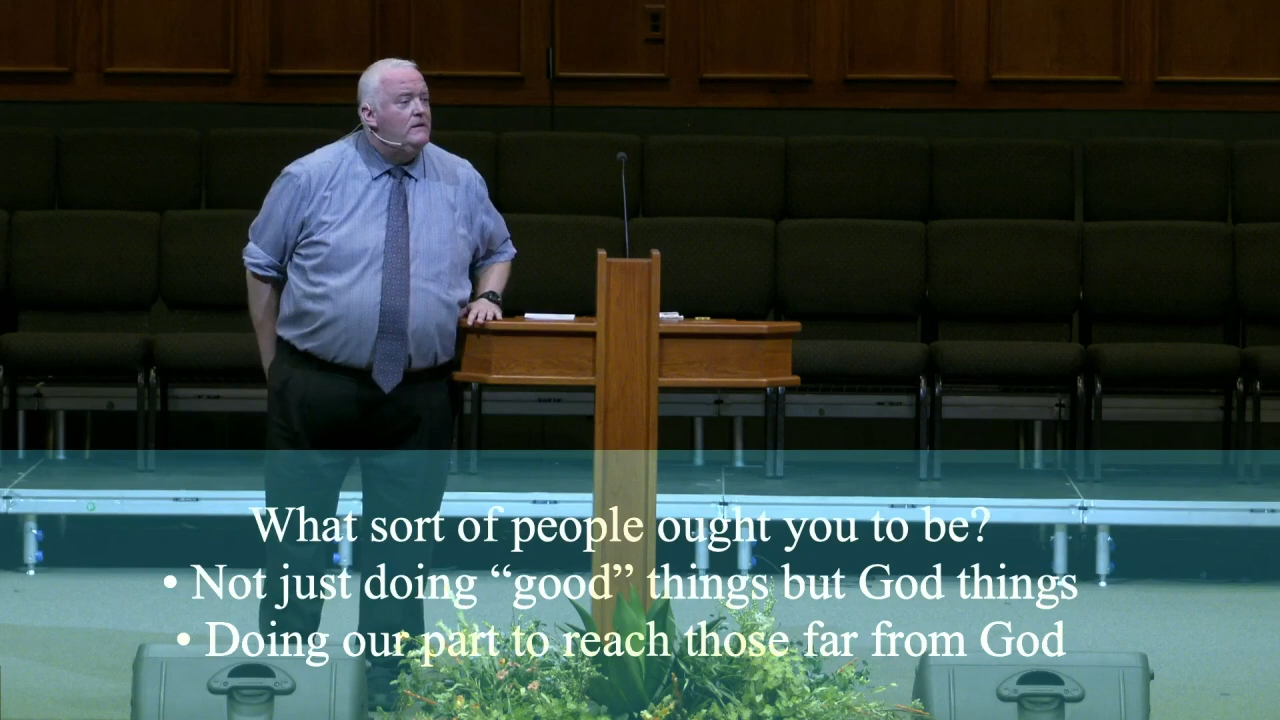 What sort of people ought you to be?
• Not just doing “good” things but God things
• Doing our part to reach those far from God